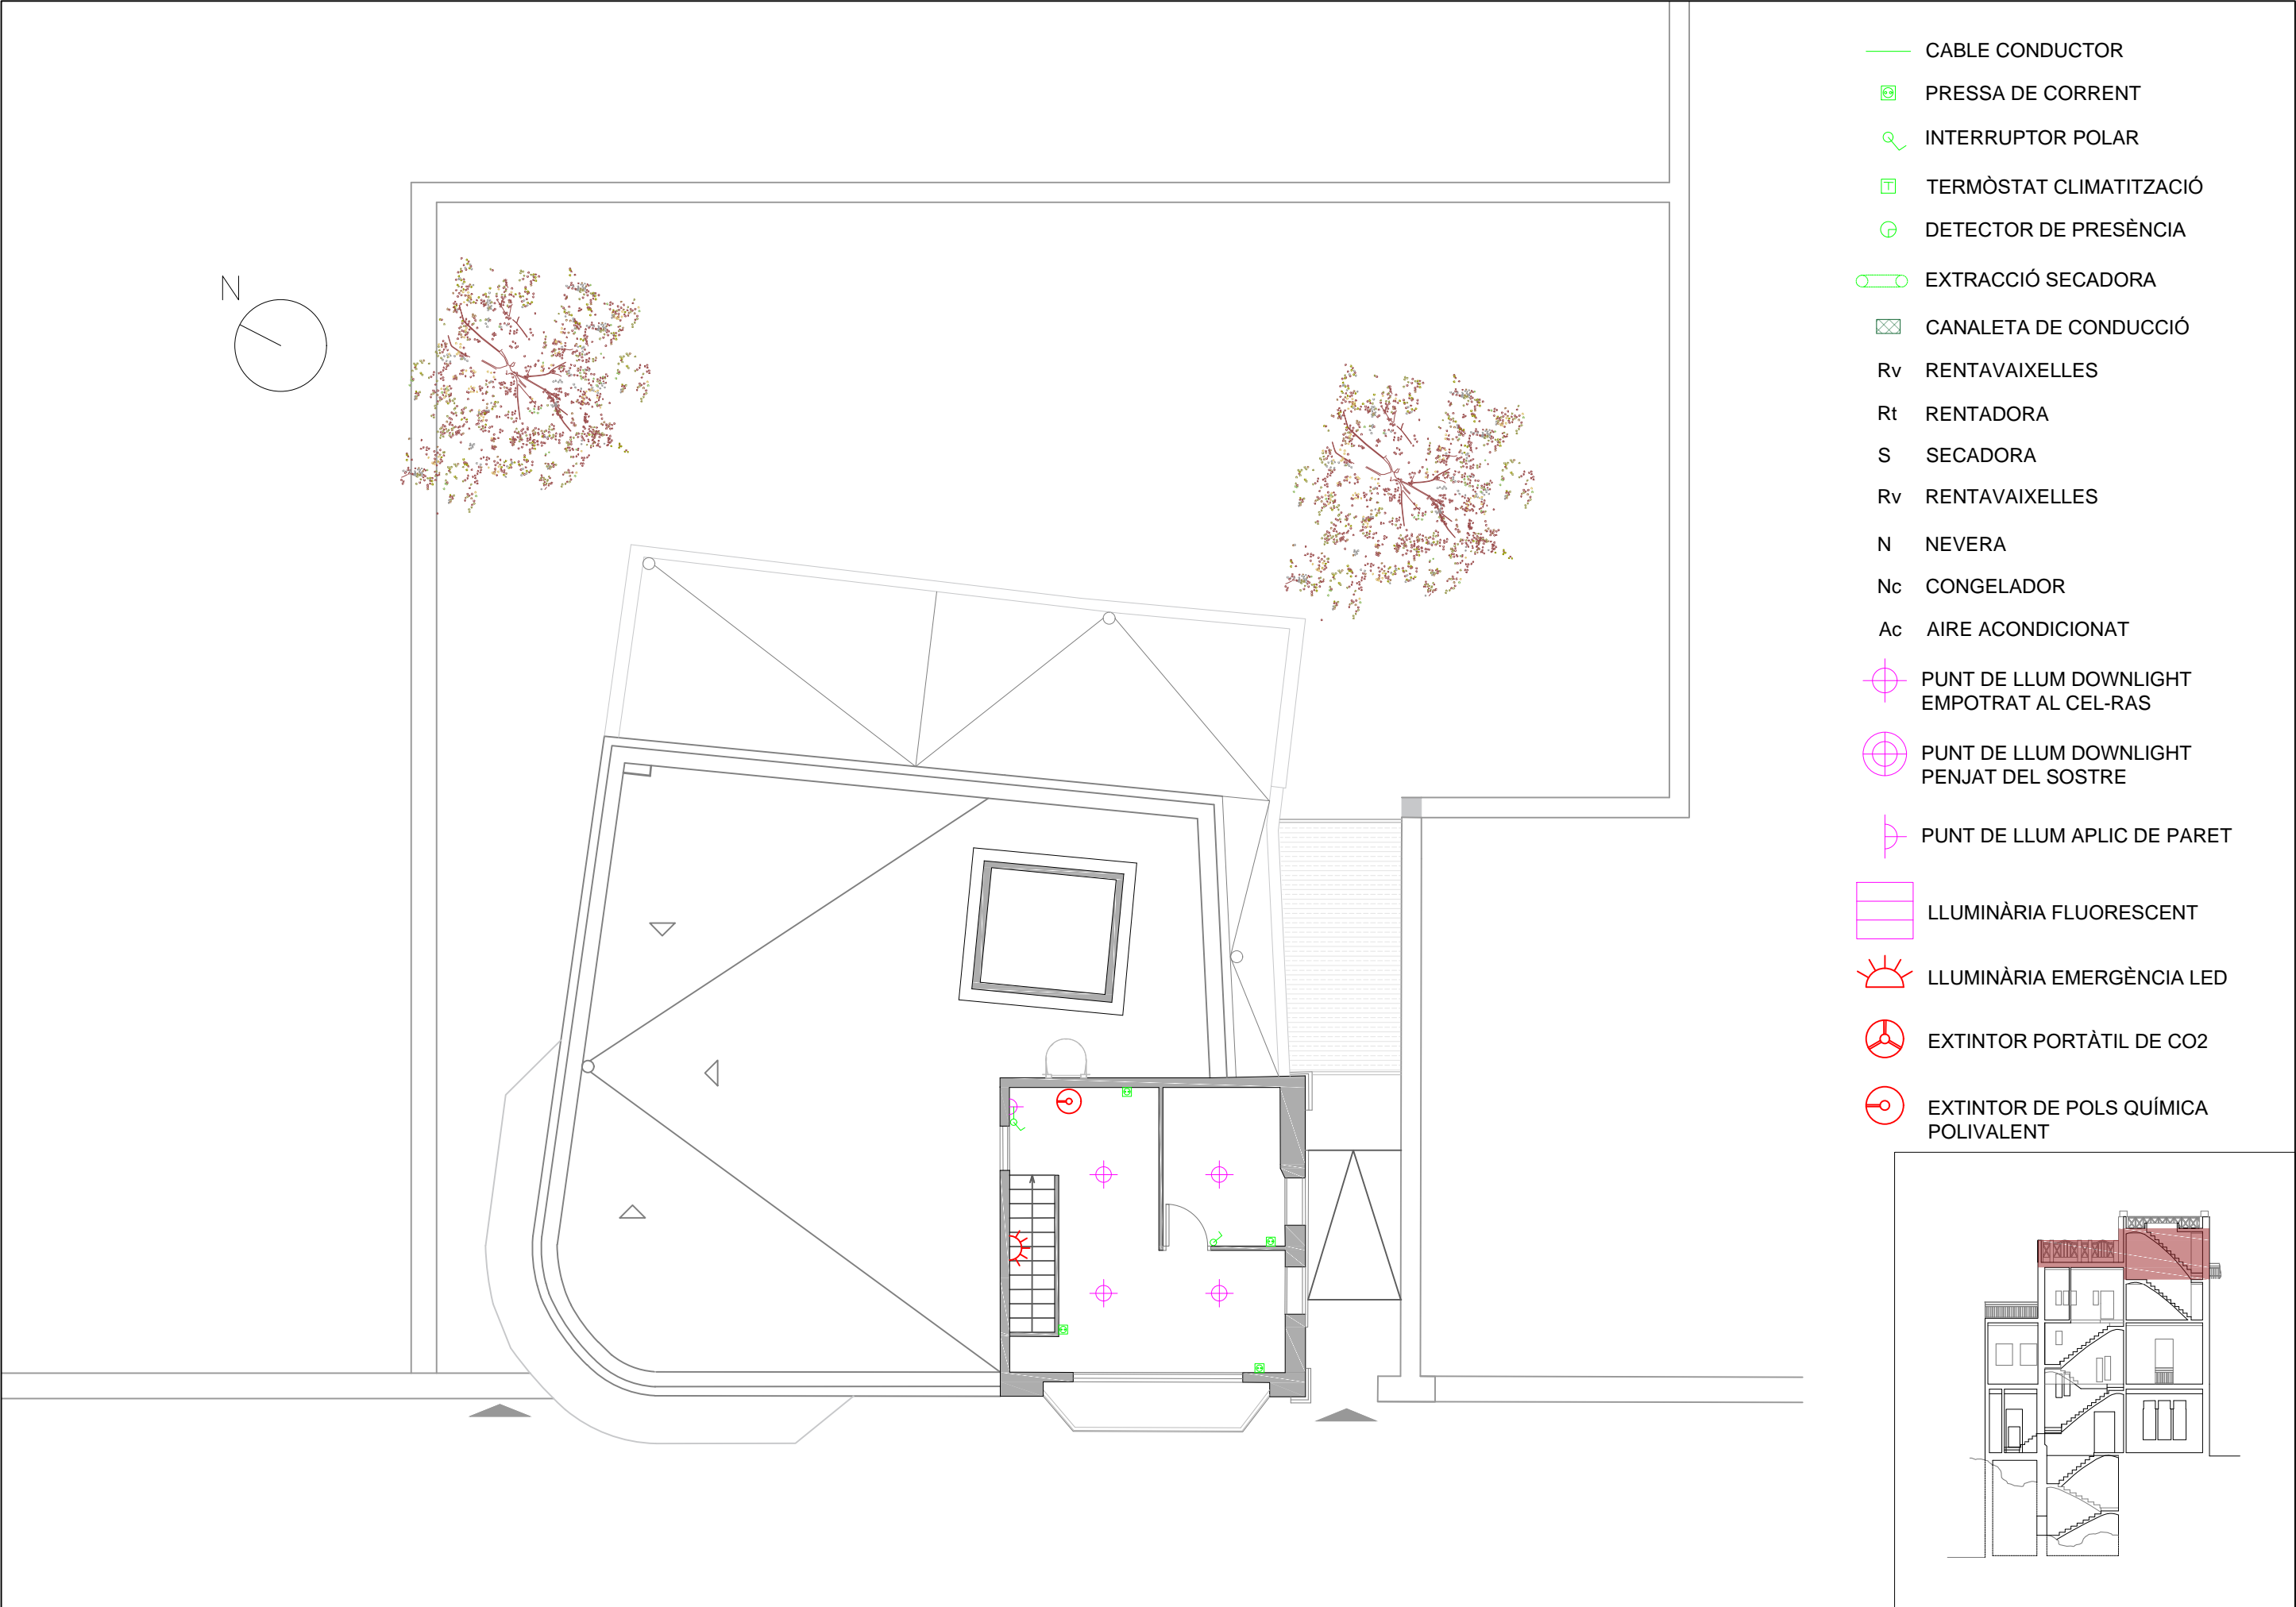 N
CABLE CONDUCTOR
PRESSA DE CORRENT
INTERRUPTOR POLAR
T TERMÒSTAT CLIMATITZACIÓ
DETECTOR DE PRESÈNCIA
EXTRACCIÓ SECADORA
CANALETA DE CONDUCCIÓ
Rv RENTAVAIXELLES
Rt RENTADORA
S SECADORA
Rv RENTAVAIXELLES
N NEVERA
Nc CONGELADOR
Ac AIRE ACONDICIONAT
PUNT DE LLUM DOWNLIGHT
EMPOTRAT AL CEL-RAS
PUNT DE LLUM DOWNLIGHT
PENJAT DEL SOSTRE
PUNT DE LLUM APLIC DE PARET
LLUMINÀRIA FLUORESCENT
LLUMINÀRIA EMERGÈNCIA LED
EXTINTOR PORTÀTIL DE CO2
EXTINTOR DE POLS QUÍMICA
POLIVALENT